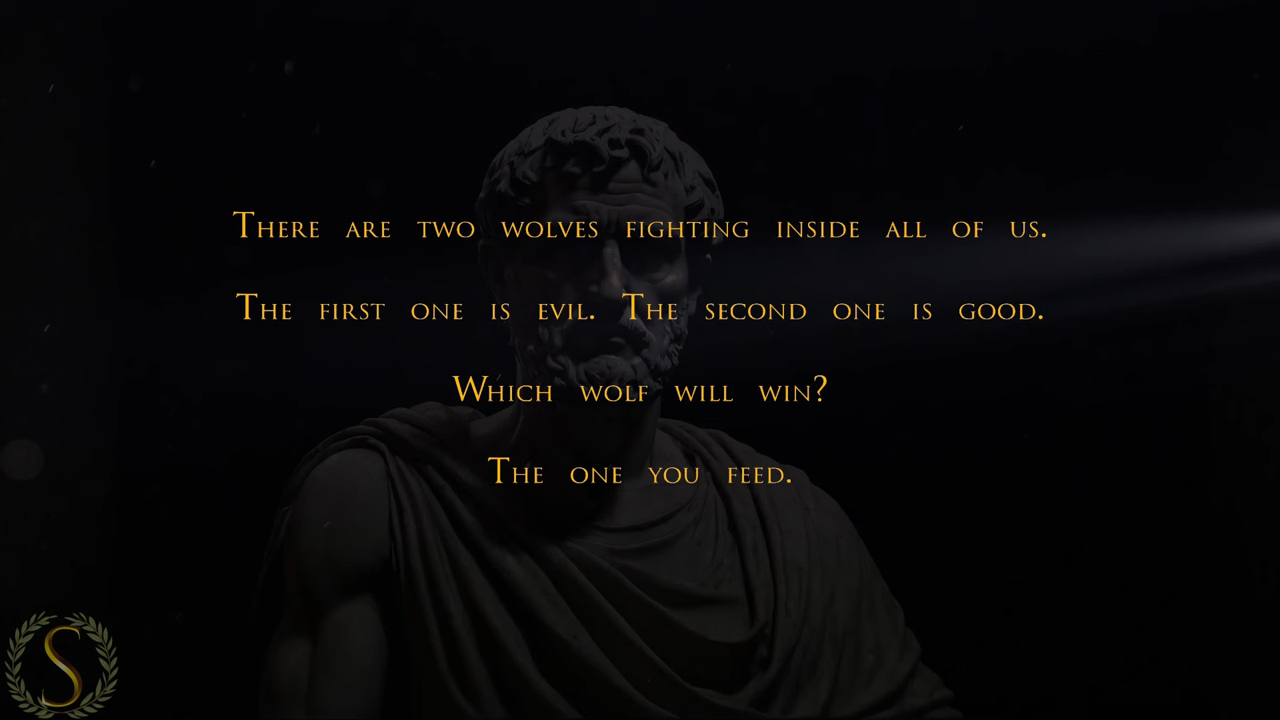 There are two wolves fighting inside all of us.
The first one is evil. The second one is good.
Which wolf will win?
The one you feed.
S